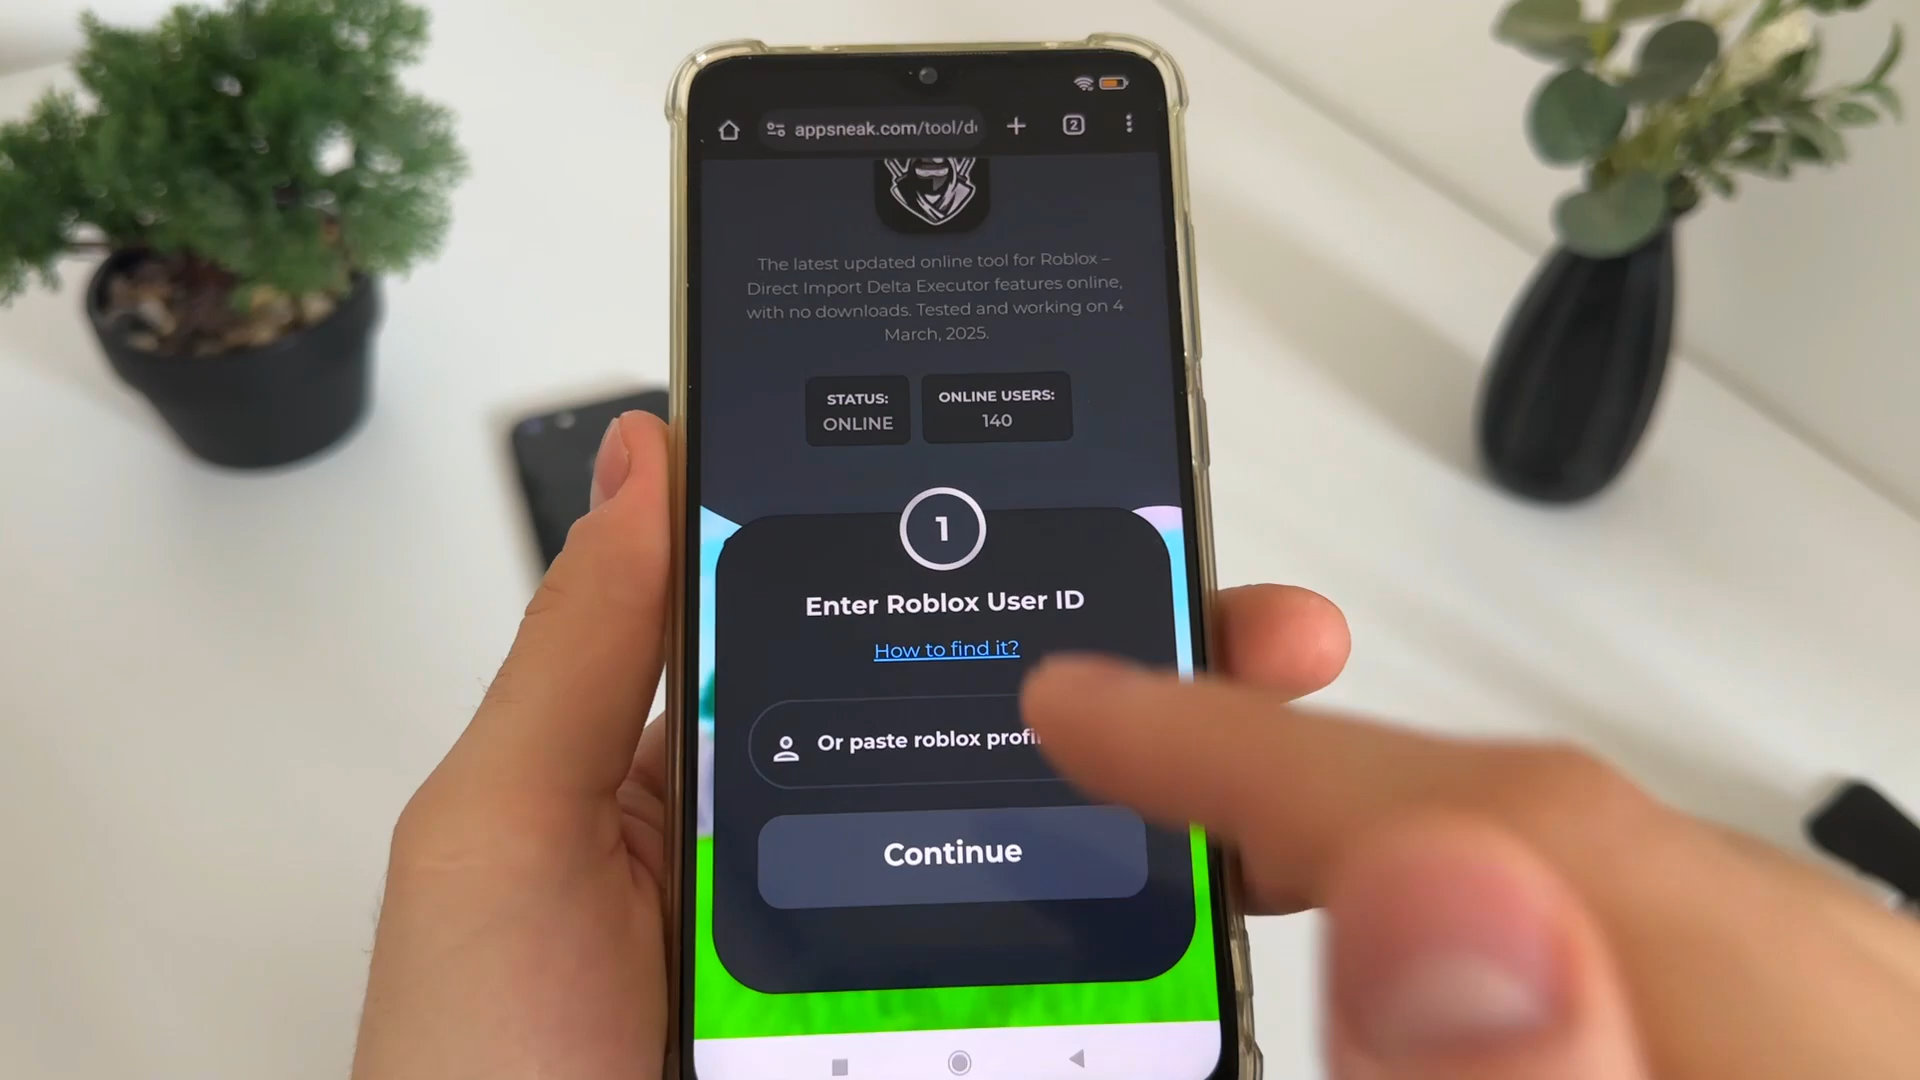 appsneak.com/tool/d
2
The latest updated online tool for Roblox –
Direct Import Delta Executor features online,
with no downloads. Tested and working on 4
March, 2025.
STATUS:
ONLINE
ONLINE USERS:
140
1
Enter Roblox User ID
How to find it?
Or paste roblox profi
Continue